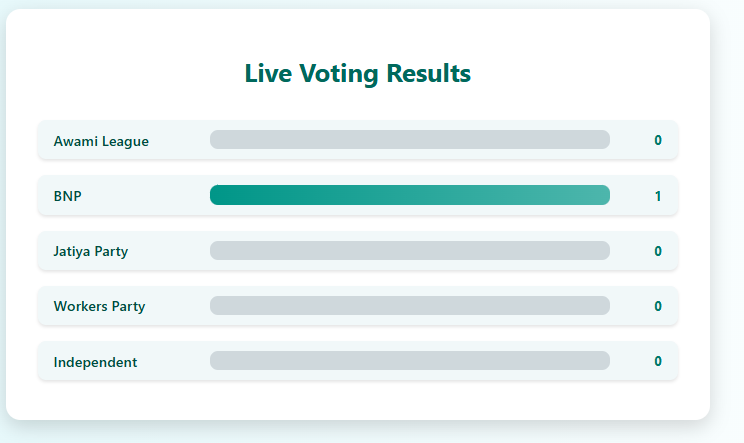 Live Voting Results
Awami League 0
BNP 1
Jatiya Party 0
Workers Party 0
Independent 0